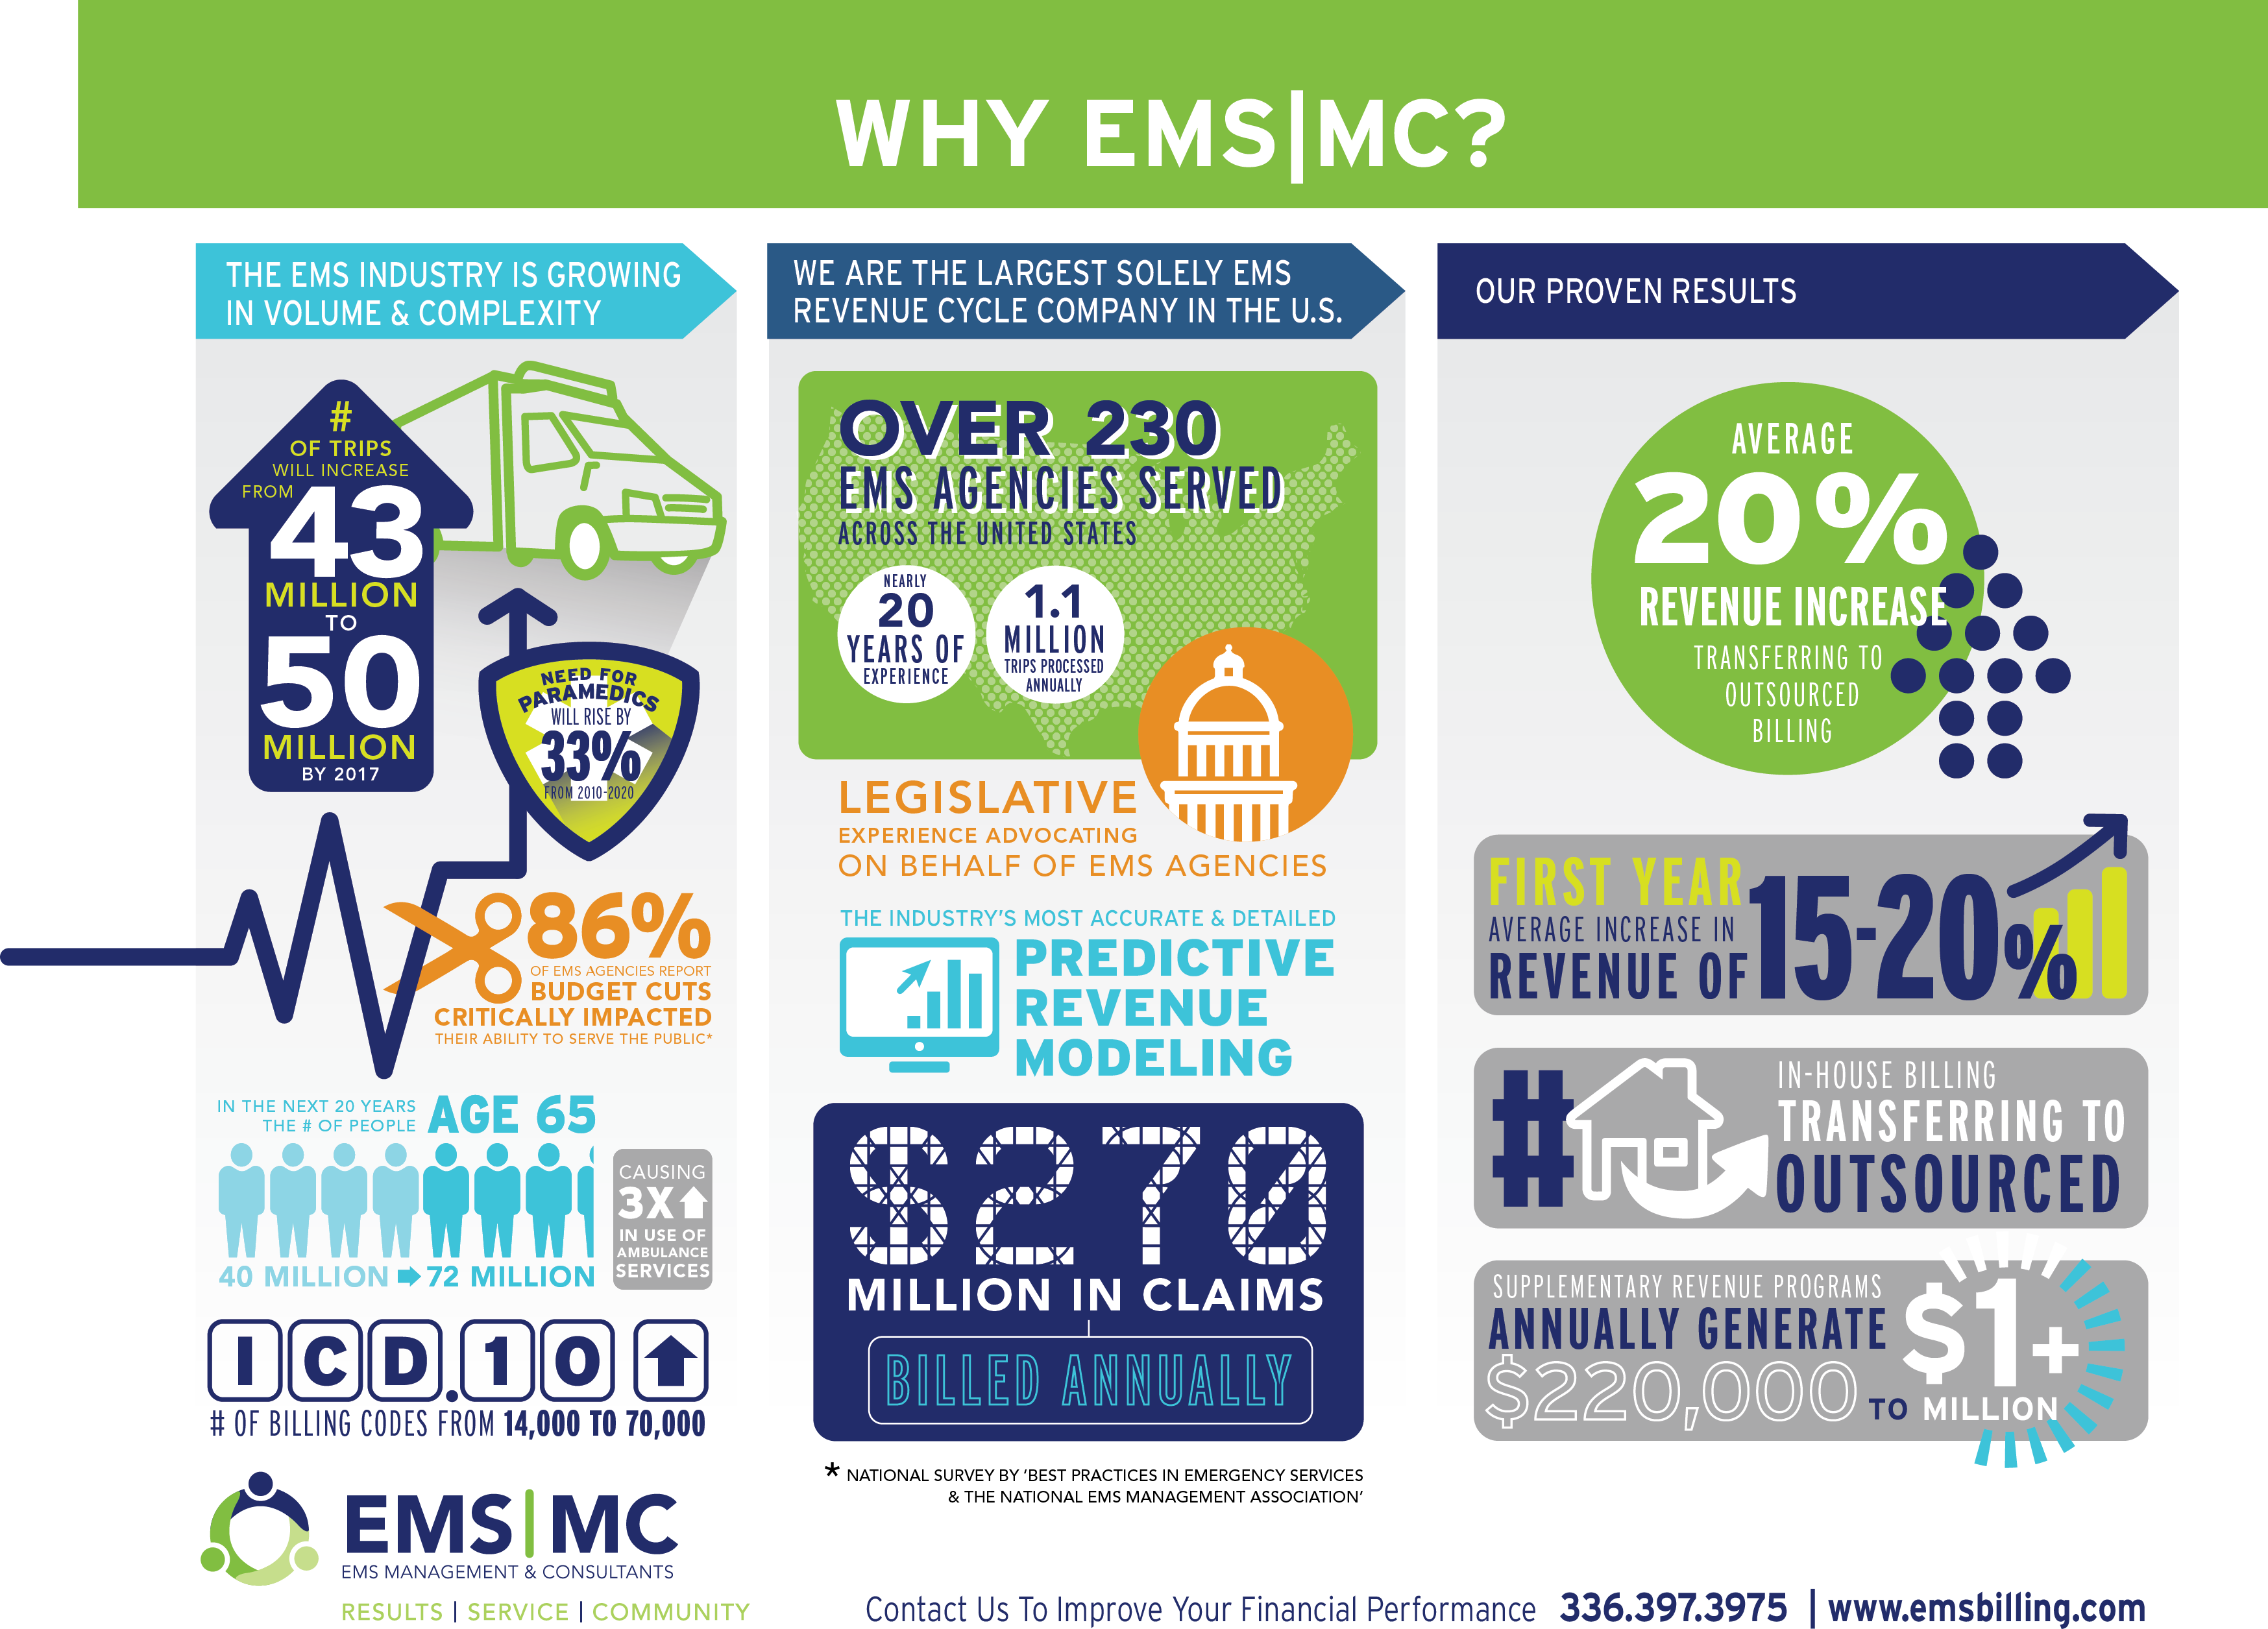 WHY EMS|MC?
THE EMS INDUSTRY IS GROWING
IN VOLUME & COMPLEXITY
#
OF TRIPS
WILL INCREASE
FROM
43
MILLION
TO
50
MILLION
BY 2017
NEED FOR
PARAMEDICS
WILL RISE BY
33%
FROM 2010-2020
86%
OF EMS AGENCIES REPORT
BUDGET CUTS
CRITICALLY IMPACTED
THEIR ABILITY TO SERVE THE PUBLIC*
IN THE NEXT 20 YEARS
THE # OF PEOPLE
AGE 65
40 MILLION
72 MILLION
CAUSING
3X
IN USE OF
AMBULANCE
SERVICES
ICD.10
# OF BILLING CODES FROM 14,000 TO 70,000
WE ARE THE LARGEST SOLELY EMS
REVENUE CYCLE COMPANY IN THE U.S.
OVER 230
EMS AGENCIES SERVED
ACROSS THE UNITED STATES
NEARLY
20
YEARS OF
EXPERIENCE
1.1
MILLION
TRIPS PROCESSED
ANNUALLY
LEGISLATIVE
EXPERIENCE ADVOCATING
ON BEHALF OF EMS AGENCIES
THE INDUSTRY'S MOST ACCURATE & DETAILED
PREDICTIVE
REVENUE
MODELING
$270
MILLION IN CLAIMS
BILLED ANNUALLY
* NATIONAL SURVEY BY ‘BEST PRACTICES IN EMERGENCY SERVICES
& THE NATIONAL EMS MANAGEMENT ASSOCIATION’
OUR PROVEN RESULTS
AVERAGE
20%
REVENUE INCREASE
TRANSFERRING TO
OUTSOURCED
BILLING
FIRST YEAR
AVERAGE INCREASE IN
REVENUE OF
15-20%
#
IN-HOUSE BILLING
TRANSFERRING TO
OUTSOURCED
SUPPLEMENTARY REVENUE PROGRAMS
ANNUALLY GENERATE
$220,000 TO
$1+
MILLION
EMS|MC
EMS MANAGEMENT & CONSULTANTS
RESULTS | SERVICE | COMMUNITY
Contact Us To Improve Your Financial Performance 336.397.3975 | www.emsbilling.com